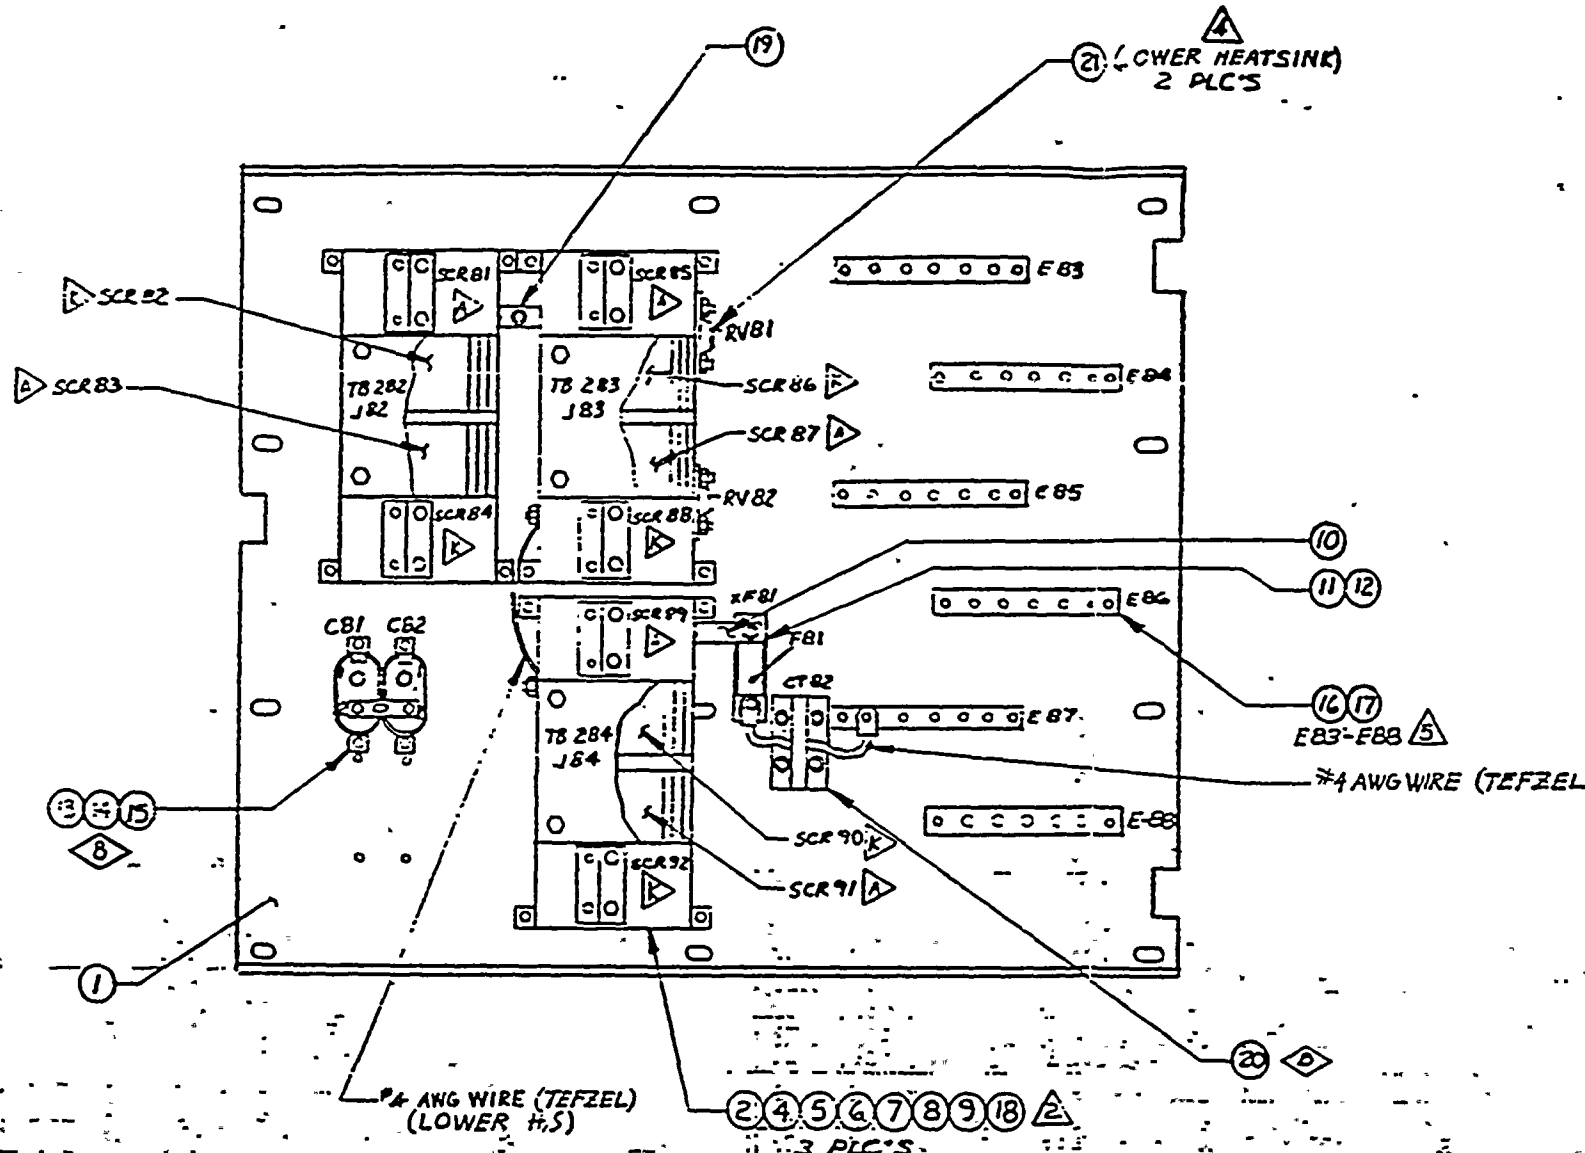 19
4
21 (LOWER HEATSINK)
2 PLC'S
SCR81
A
SCR85
A
E83
SCR82
RV81
A SCR83
TB 282
J82
TB 283
J83
SCR86
E84
SCR87 A
SCR84
K
SCR88
K
RV82
E85
10
11 12
C81 C82
XF81
SCR89
F81
E86
CT82
16 17
E83-E88 5
E87
TB 284
J84
#4 AWG WIRE (TEFZEL
13 14 15
8
SCR90 K
E-88
SCR92
K
SCR91 A
1
20
#4 AWG WIRE (TEFZEL)
(LOWER H.S)
2 4 5 6 7 8 9 18 2
3 PLC'S